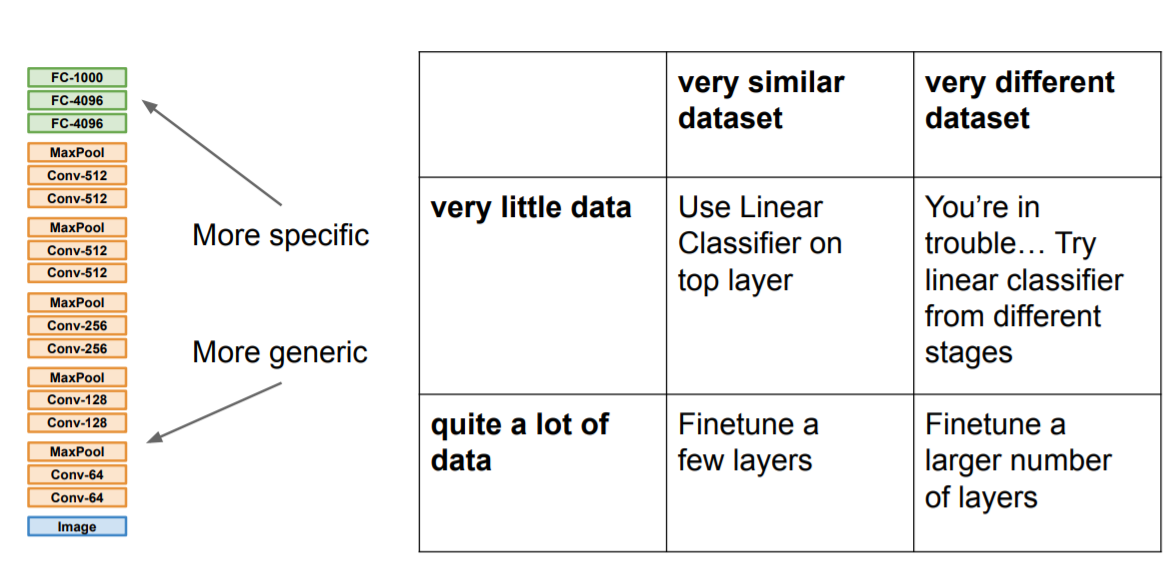 FC-1000
FC-4096
FC-4096
MaxPool
Conv-512
Conv-512
MaxPool
Conv-512
Conv-512
MaxPool
Conv-256
Conv-256
MaxPool
Conv-128
Conv-128
MaxPool
Conv-64
Conv-64
Image
More specific
More generic
very similar
dataset
very different
dataset
very little data
Use Linear
Classifier on
top layer
You’re in
trouble… Try
linear classifier
from different
stages
quite a lot of
data
Finetune a
few layers
Finetune a
larger number
of layers